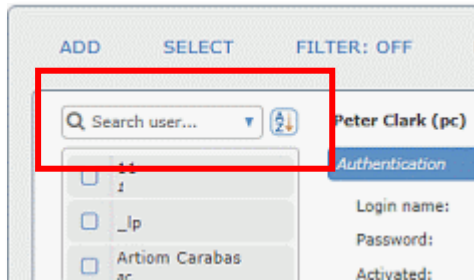 ADD SELECT FILTER: OFF
Search user...
Peter Clark (pc)
1
Authentication
_lp
Login name:
Password:
Artiom Carabas
ac
Activated: